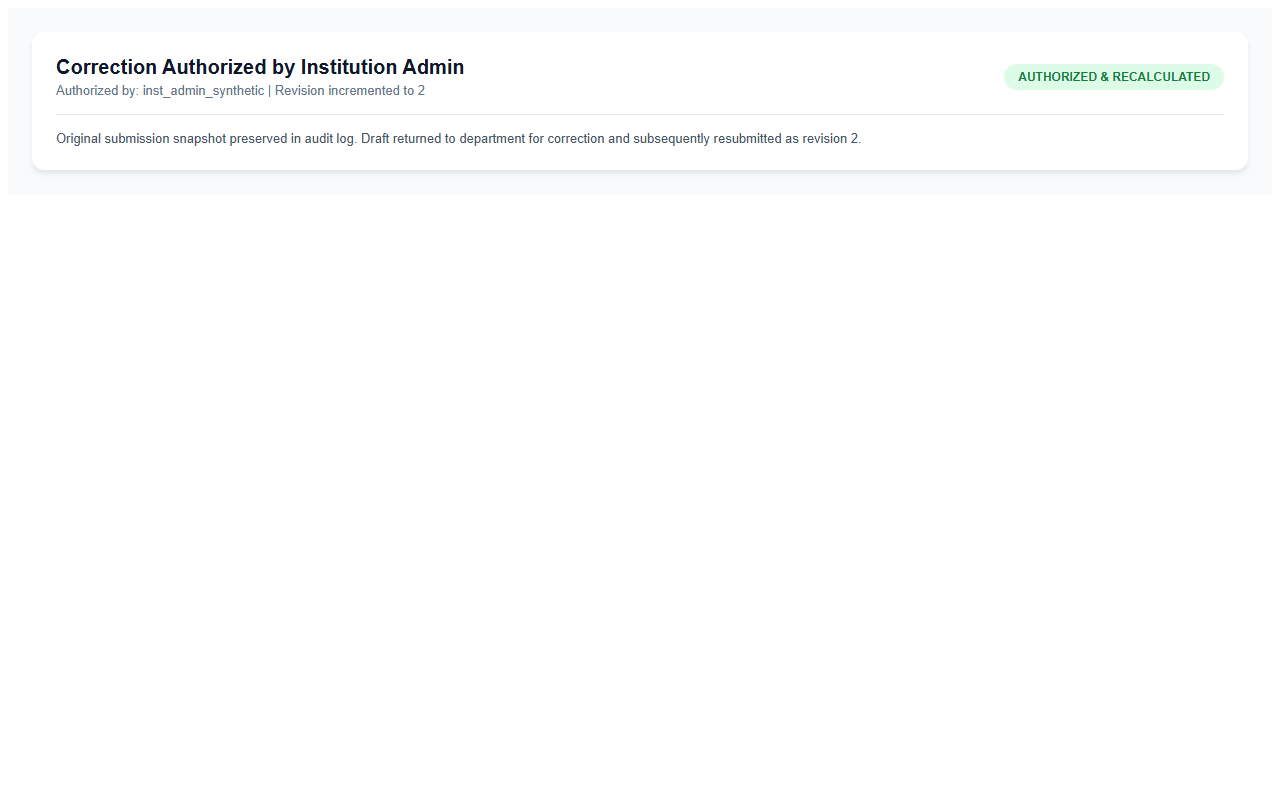 Correction Authorized by Institution Admin
Authorized by: inst_admin_synthetic | Revision incremented to 2
AUTHORIZED & RECALCULATED
Original submission snapshot preserved in audit log. Draft returned to department for correction and subsequently resubmitted as revision 2.